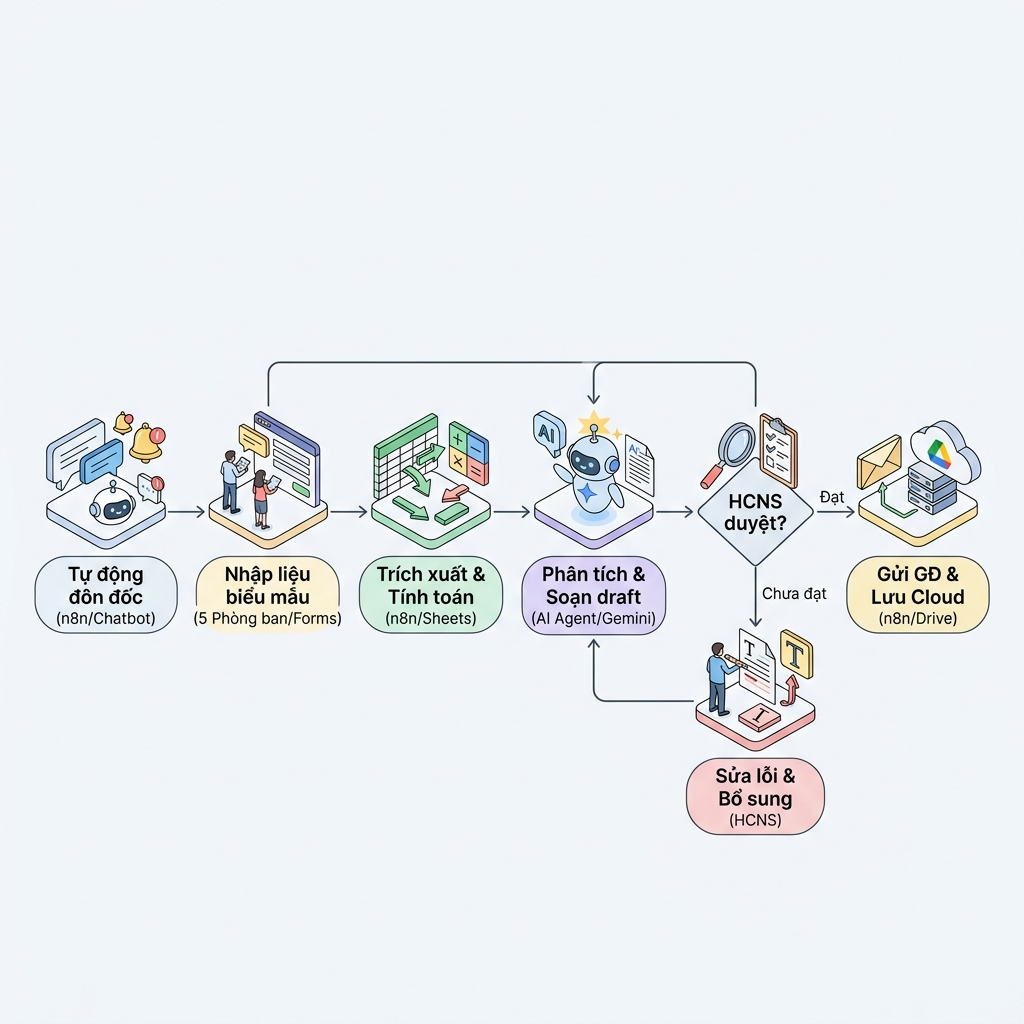 Tự động
đôn đốc
(n8n/Chatbot)
Nhập liệu
biểu mẫu
(5 Phòng ban/Forms)
Trích xuất &
Tính toán
(n8n/Sheets)
AI
Phân tích &
Soạn draft
(AI Agent/Gemini)
HCNS
duyệt?
Đạt
Chưa đạt
Gửi GĐ &
Lưu Cloud
(n8n/Drive)
T
T
T
Sửa lỗi &
Bổ sung
(HCNS)